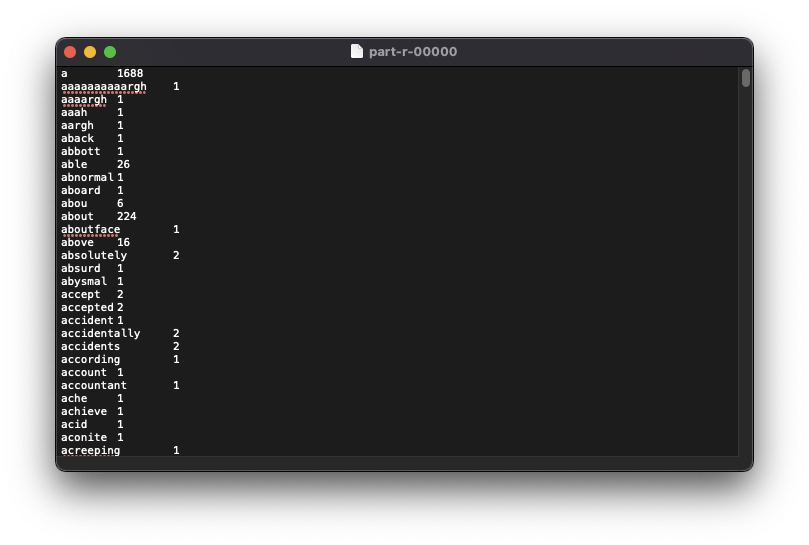 part-r-00000
a 1688
aaaaaaaaaargh 1
aaaargh 1
aaah 1
aargh 1
aback 1
abbott 1
able 26
abnormal 1
aboard 1
abou 6
about 224
aboutface 1
above 16
absolutely 2
absurd 1
abysmal 1
accept 2
accepted 2
accident 1
accidentally 2
accidents 2
according 1
account 1
accountant 1
ache 1
achieve 1
acid 1
aconite 1
acreeping 1